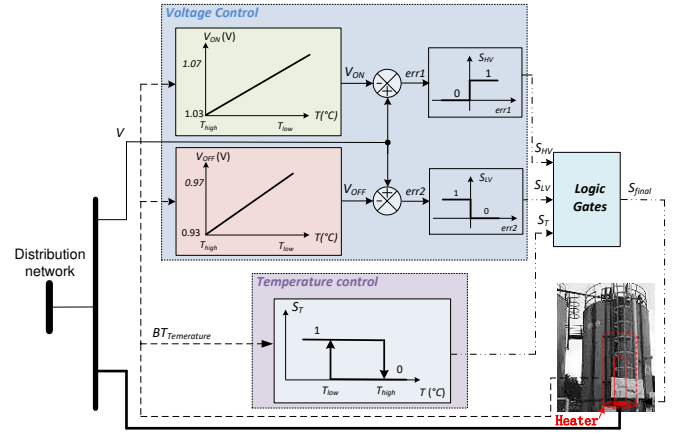 Voltage Control
V_ON (V)
1.07
1.03
T_high
T_low
T(°C)
V_ON
err1
S_HV
1
0
err1
V
V_OFF (V)
0.97
0.93
T_high
T_low
T(°C)
V_OFF
err2
S_LV
1
0
err2
S_HV
S_LV
S_T
Logic
Gates
S_final
Distribution
network
Temperature control
S_T
1
0
T_low
T_high
T (°C)
BT_Temerature
Heater